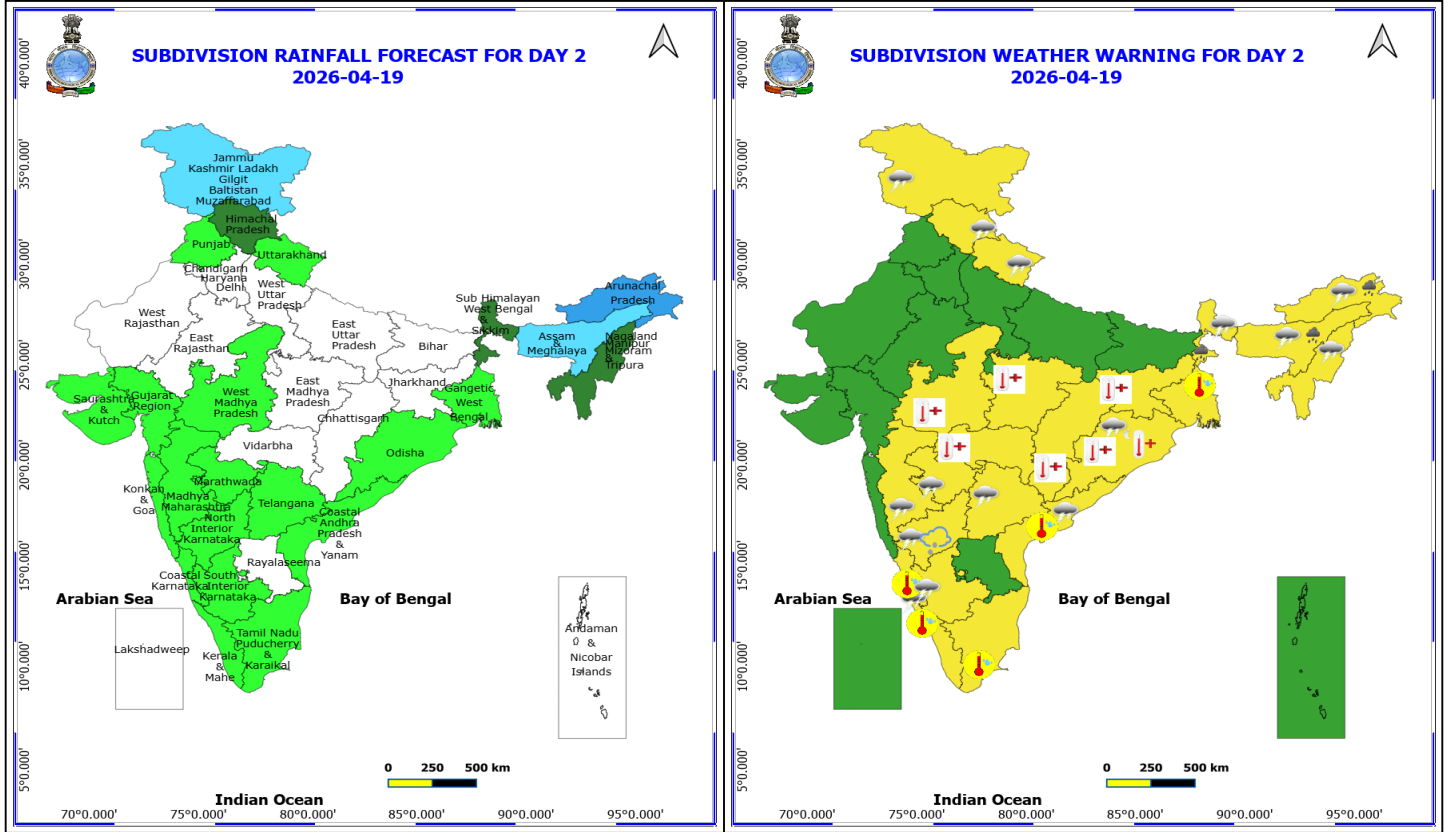 SUBDIVISION RAINFALL FORECAST FOR DAY 2
2026-04-19
40°0.000'
35°0.000'
30°0.000'
25°0.000'
20°0.000'
15°0.000'
10°0.000'
5°0.000'
Jammu
Kashmir Ladakh
Gilgit
Baltistan
Muzaffarabad
Himachal
Pradesh
Punjab
Uttarakhand
Chandigarh
Haryana
Delhi
West
Uttar
Pradesh
West
Rajasthan
East
Rajasthan
East
Uttar
Pradesh
Bihar
Sub Himalayan
West Bengal
&
Sikkim
Arunachal
Pradesh
Assam
&
Meghalaya
Nagaland
Manipur
Mizoram
&
Tripura
Saurashtra
&
Kutch
Gujarat
Region
West
Madhya
Pradesh
East
Madhya
Pradesh
Jharkhand
Gangetic
West
Bengal
Chhattisgarh
Vidarbha
Odisha
Konkan
&
Goa
Madhya
Maharashtra
Marathwada
Telangana
North
Interior
Karnataka
Coastal
Andhra
Pradesh
&
Yanam
Rayalaseema
Coastal
Karnataka
South
Interior
Karnataka
Tamil Nadu
Puducherry
&
Karaikal
Kerala
&
Mahe
Lakshadweep
Andaman
&
Nicobar
Islands
Arabian Sea
Bay of Bengal
Indian Ocean
0 250 500 km
70°0.000' 75°0.000' 80°0.000' 85°0.000' 90°0.000' 95°0.000'
SUBDIVISION WEATHER WARNING FOR DAY 2
2026-04-19
40°0.000'
35°0.000'
30°0.000'
25°0.000'
20°0.000'
15°0.000'
10°0.000'
5°0.000'
Arabian Sea
Bay of Bengal
Indian Ocean
0 250 500 km
70°0.000' 75°0.000' 80°0.000' 85°0.000' 90°0.000' 95°0.000'